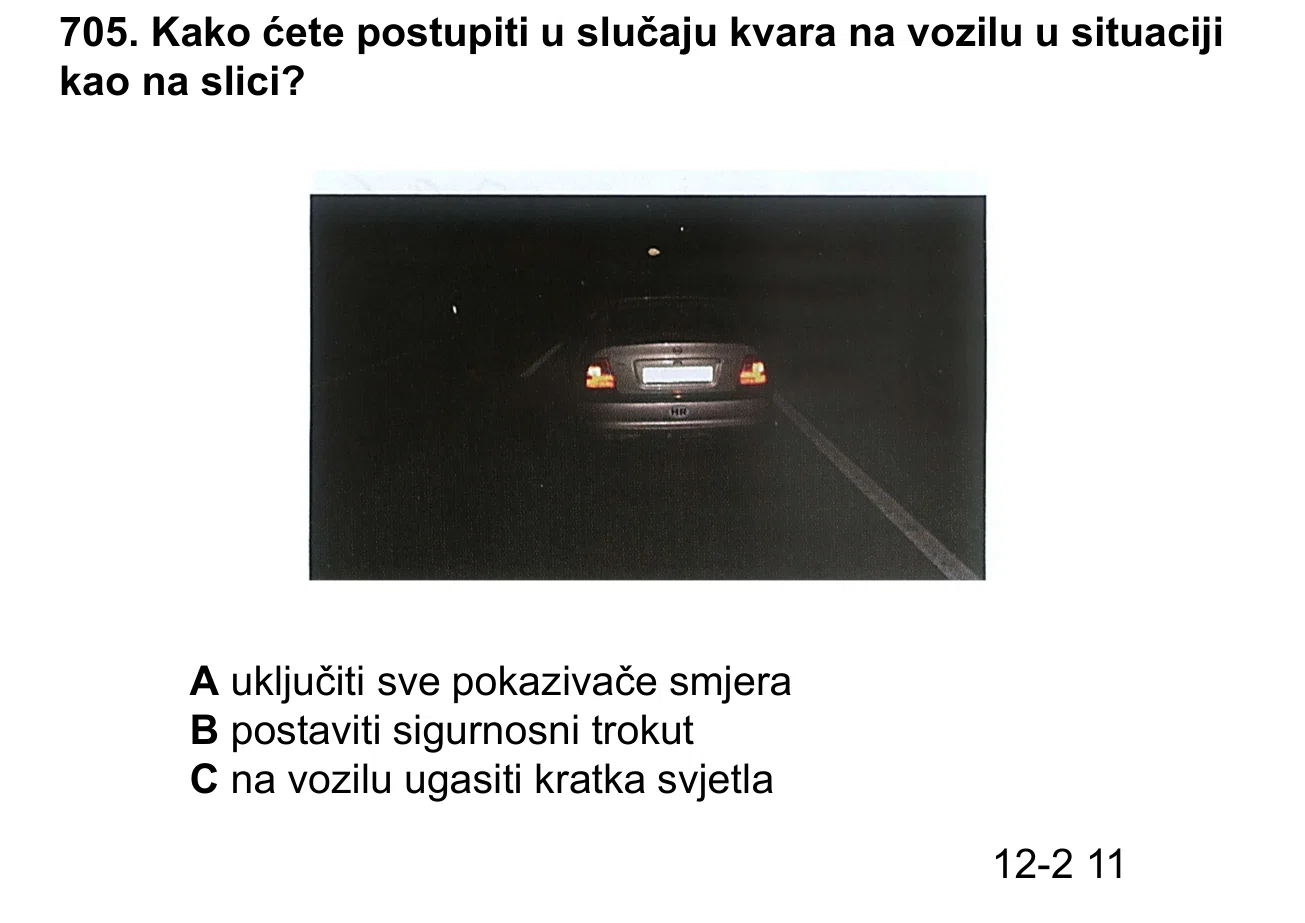 705. Kako ćete postupiti u slučaju kvara na vozilu u situaciji
kao na slici?
HR
A uključiti sve pokazivače smjera
B postaviti sigurnosni trokut
C na vozilu ugasiti kratka svjetla
12-2 11